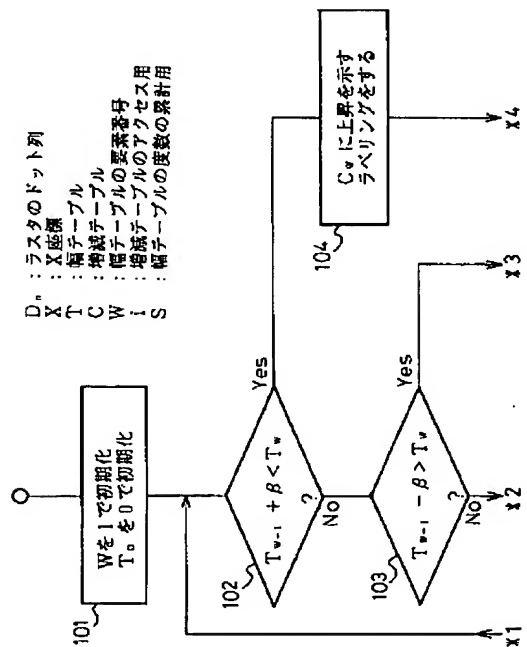 Dn : ラスタのドット列
X : X座標
T : 幅テーブル
C : 増減テーブル
W : 幅テーブルの要素番号
i : 増減テーブルのアクセス用
S : 幅テーブルの度数の累計用
101
Wを1で初期化
T0を0で初期化
102
Tw-1 + β < Tw
?
Yes
No
104
Cwに上昇を示す
ラベリングをする
103
Tw-1 - β > Tw
?
Yes
No
X1
X2
X3
X4